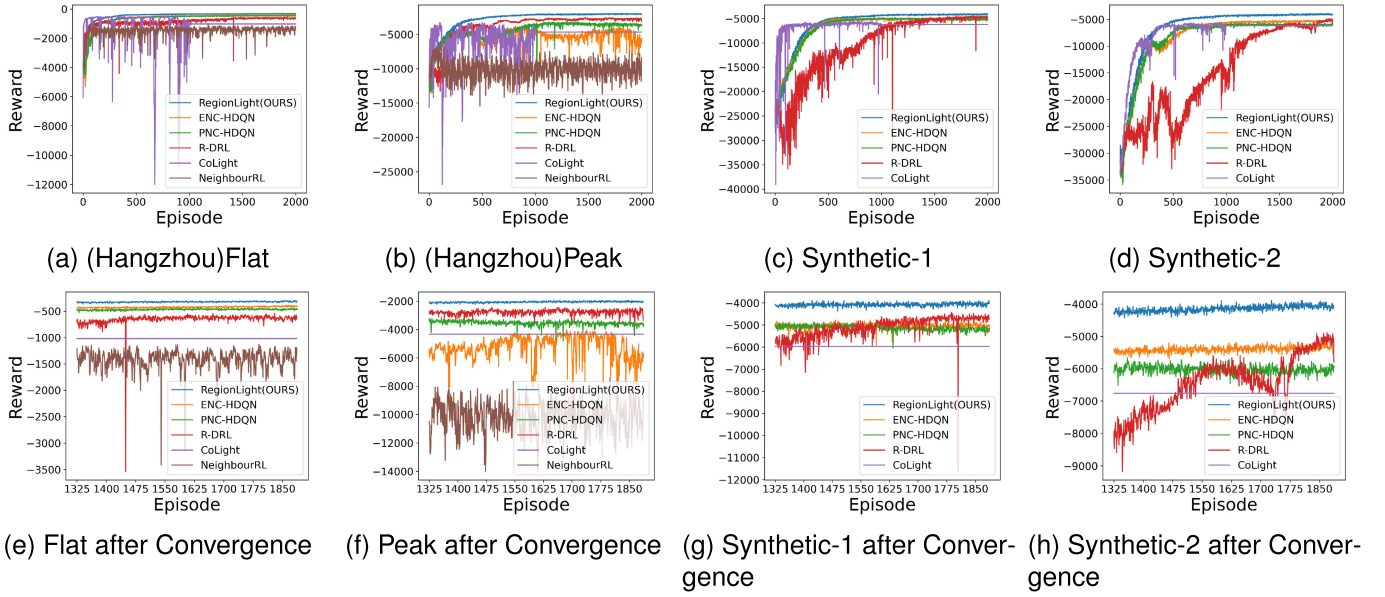 0
−2000
−4000
−6000
−8000
−10000
−12000
Reward
0 500 1000 1500 2000
Episode
RegionLight(OURS)
ENC-HDQN
PNC-HDQN
R-DRL
CoLight
NeighbourRL
(a) (Hangzhou)Flat
−5000
−10000
−15000
−20000
−25000
Reward
0 500 1000 1500 2000
Episode
RegionLight(OURS)
ENC-HDQN
PNC-HDQN
R-DRL
CoLight
NeighbourRL
(b) (Hangzhou)Peak
−5000
−10000
−15000
−20000
−25000
−30000
−35000
−40000
Reward
0 500 1000 1500 2000
Episode
RegionLight(OURS)
ENC-HDQN
PNC-HDQN
R-DRL
CoLight
(c) Synthetic-1
−5000
−10000
−15000
−20000
−25000
−30000
−35000
Reward
0 500 1000 1500 2000
Episode
RegionLight(OURS)
ENC-HDQN
PNC-HDQN
R-DRL
CoLight
(d) Synthetic-2
−500
−1000
−1500
−2000
−2500
−3000
−3500
Reward
1325 1400 1475 1550 1625 1700 1775 1850
Episode
RegionLight(OURS)
ENC-HDQN
PNC-HDQN
R-DRL
CoLight
NeighbourRL
(e) Flat after Convergence
−2000
−4000
−6000
−8000
−10000
−12000
−14000
Reward
1325 1400 1475 1550 1625 1700 1775 1850
Episode
RegionLight(OURS)
ENC-HDQN
PNC-HDQN
R-DRL
CoLight
NeighbourRL
(f) Peak after Convergence
−4000
−5000
−6000
−7000
−8000
−9000
−10000
−11000
−12000
Reward
1325 1400 1475 1550 1625 1700 1775 1850
Episode
RegionLight(OURS)
ENC-HDQN
PNC-HDQN
R-DRL
CoLight
(g) Synthetic-1 after Conver-
gence
−4000
−5000
−6000
−7000
−8000
−9000
Reward
1325 1400 1475 1550 1625 1700 1775 1850
Episode
RegionLight(OURS)
ENC-HDQN
PNC-HDQN
R-DRL
CoLight
(h) Synthetic-2 after Conver-
gence